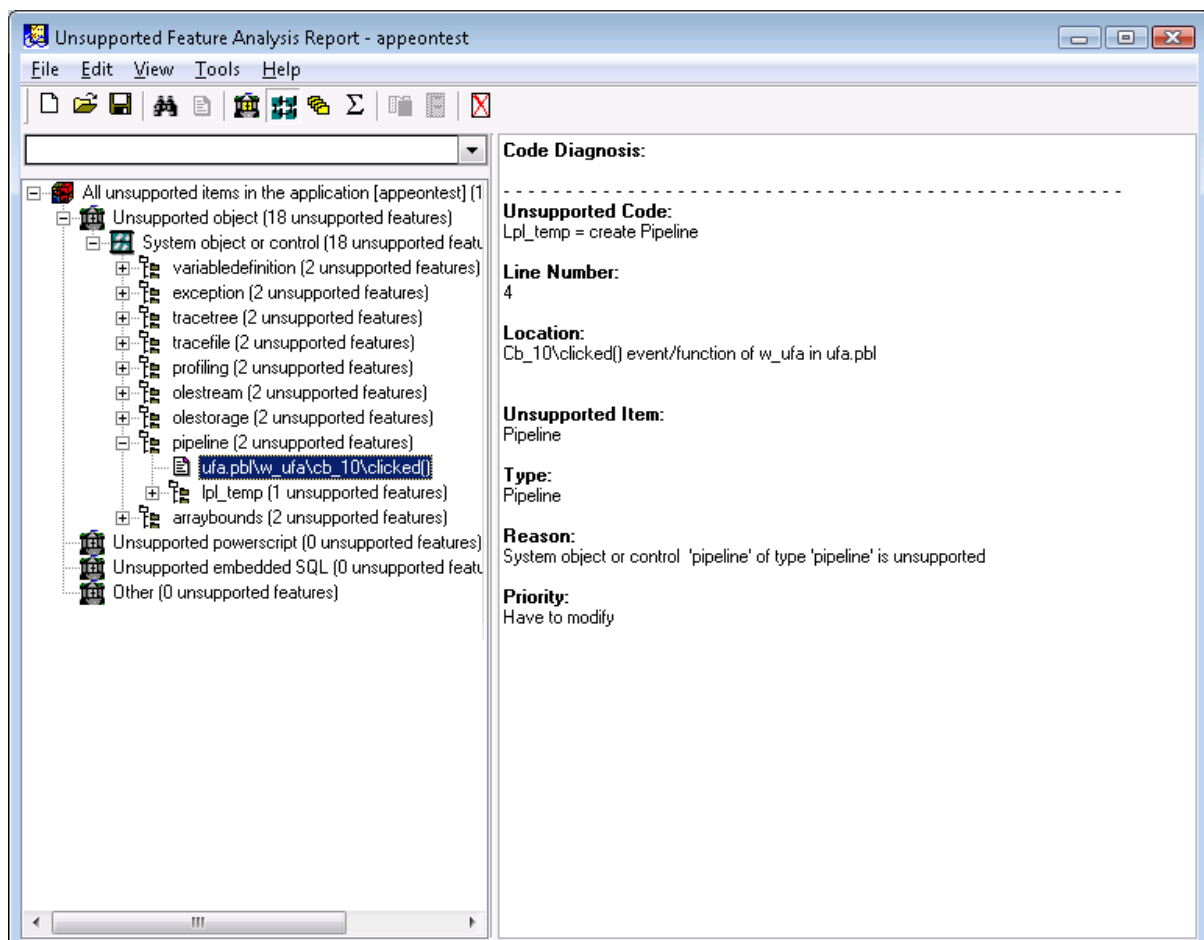 Unsupported Feature Analysis Report - appeontest
File Edit View Tools Help
All unsupported items in the application [appeontest] (1
Unsupported object (18 unsupported features)
System object or control (18 unsupported featu
variabledefinition (2 unsupported features)
exception (2 unsupported features)
tracetree (2 unsupported features)
tracefile (2 unsupported features)
profiling (2 unsupported features)
olestream (2 unsupported features)
olestorage (2 unsupported features)
pipeline (2 unsupported features)
ufa.pbl\w_ufa\cb_10\clicked()
lpl_temp (1 unsupported features)
arraybounds (2 unsupported features)
Unsupported powerscript (0 unsupported features)
Unsupported embedded SQL (0 unsupported featu
Other (0 unsupported features)
Code Diagnosis:
- - - - - - - - - - - - - - - - - - - - - - - - - - - - - - - - - - - - - - - - - - - - - - - - - - -
Unsupported Code:
Lpl_temp = create Pipeline
Line Number:
4
Location:
Cb_10\clicked() event/function of w_ufa in ufa.pbl
Unsupported Item:
Pipeline
Type:
Pipeline
Reason:
System object or control 'pipeline' of type 'pipeline' is unsupported
Priority:
Have to modify